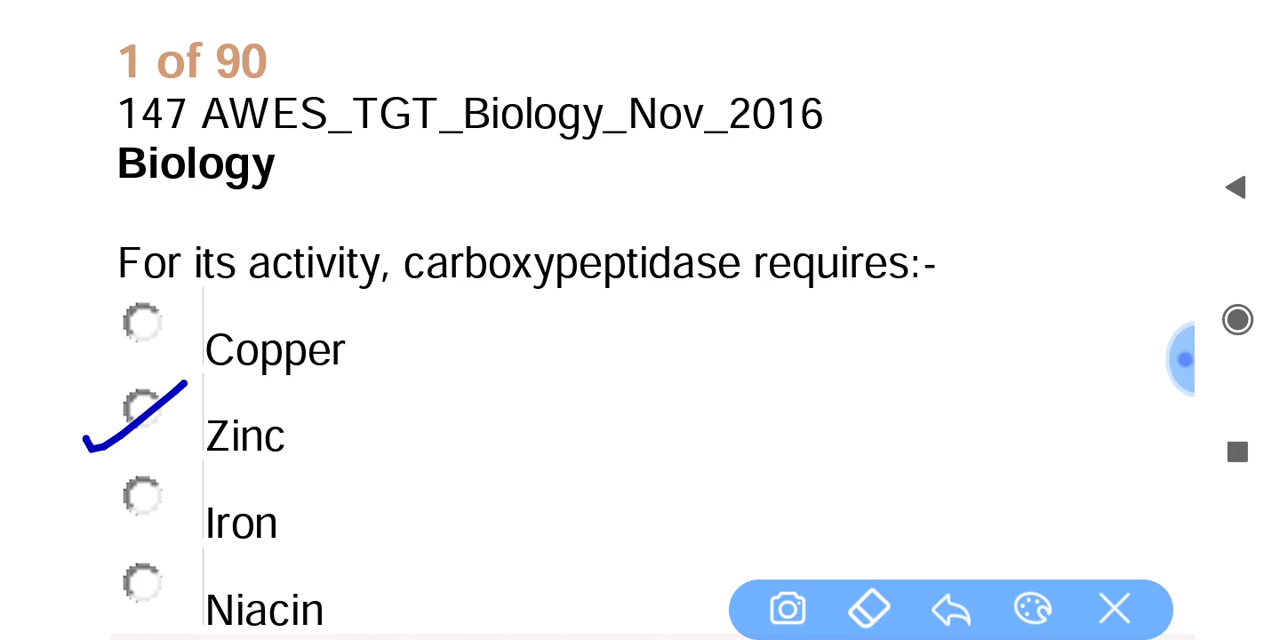 1 of 90
147 AWES_TGT_Biology_Nov_2016
Biology
For its activity, carboxypeptidase requires:-
Copper
Zinc
Iron
Niacin